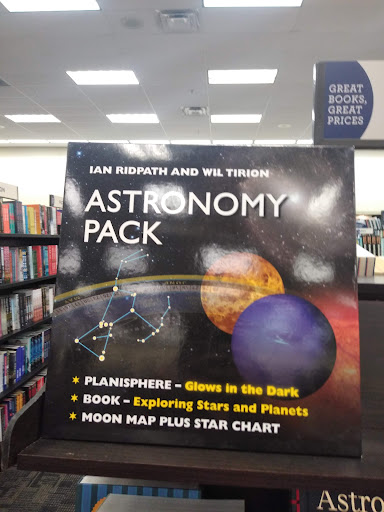 GREAT
BOOKS,
GREAT
PRICES
IAN RIDPATH AND WIL TIRION
ASTRONOMY
PACK
✶ PLANISPHERE – Glows in the Dark
✶ BOOK – Exploring Stars and Planets
✶ MOON MAP PLUS STAR CHART
Astro